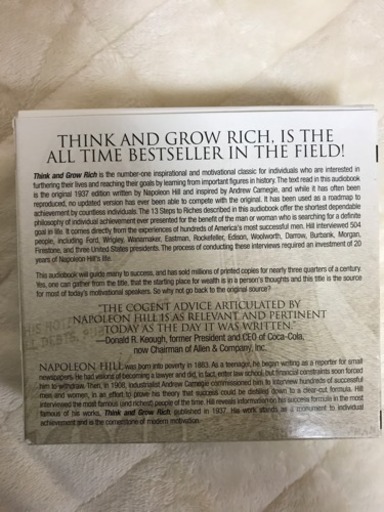 THINK AND GROW RICH, IS THE
ALL TIME BESTSELLER IN THE FIELD!
Think and Grow Rich is the number-one inspirational and motivational classic for individuals who are interested in
furthering their lives and reaching their goals by learning from important figures in history. The text read in this audiobook
is the original 1937 edition written by Napoleon Hill and inspired by Andrew Carnegie, and while it has often been
reproduced, no updated version has ever been able to compete with the original. It has been used as a roadmap to
achievement by countless individuals. The 13 Steps to Riches described in this audiobook offer the shortest dependable
philosophy of individual achievement ever presented for the benefit of the man or woman who is searching for a definite
goal in life. It comes directly from the experiences of hundreds of America's most successful men. Hill interviewed 504
people, including Ford, Wrigley, Wanamaker, Eastman, Rockefeller, Edison, Woolworth, Darrow, Burbank, Morgan,
Firestone, and three United States presidents. The process of conducting these interviews required an investment of 20
years of Napoleon Hill's life.
This audiobook will guide many to success, and has sold millions of printed copies for nearly three quarters of a century.
Yes, one can gather from the title, that the starting place for wealth is in a person's thoughts and this title is the source
for most of today's motivational speakers. So why not go back to the original source?
"THE COGENT ADVICE ARTICULATED BY
NAPOLEON HILL IS AS RELEVANT AND PERTINENT
TODAY AS THE DAY IT WAS WRITTEN."
—Donald R. Keough, former President and CEO of Coca-Cola,
now Chairman of Allen & Company, Inc.
HIS NOTE
L DEBTS, PUB
NAPOLEON HILL was born into poverty in 1883. As a teenager, he began writing as a reporter for small
newspapers. He had visions of becoming a lawyer and did, in fact, enter law school, but financial constraints soon forced
him to withdraw. Then, in 1908, industrialist Andrew Carnegie commissioned him to interview hundreds of successful
men and women, in an effort to prove his theory that success could be distilled down to a clear-cut formula. Hill
interviewed the most famous (and richest) people of the time. Hill reveals information on his success formula in the most
famous of his works, Think and Grow Rich, published in 1937. His work stands as a monument to individual
achievement and is the cornerstone of modern motivation.